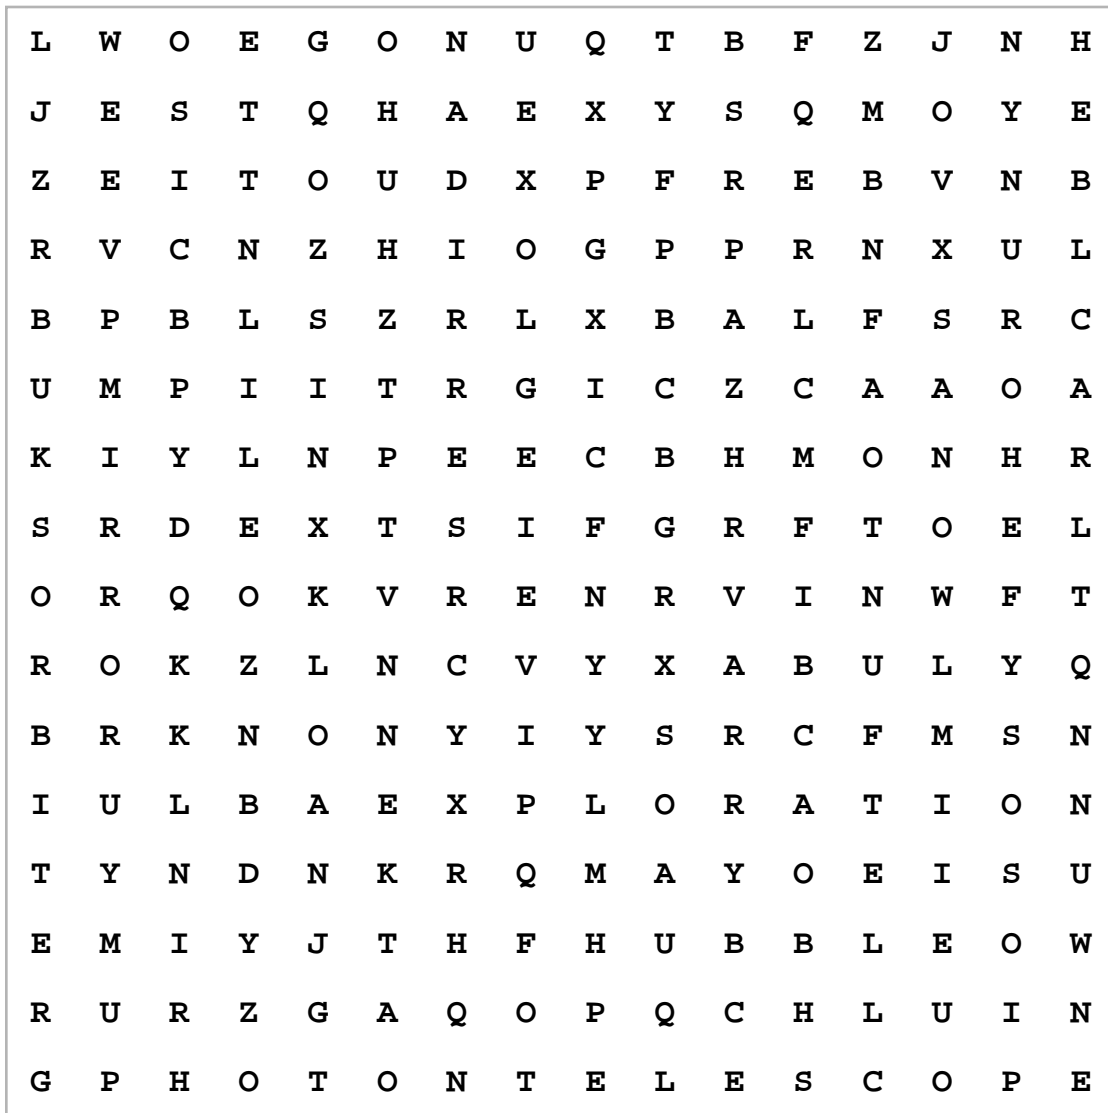 L W O E G O N U Q T B F Z J N H
J E S T Q H A E X Y S Q M O Y E
Z E I T O U D X P F R E B V N B
R V C N Z H I O G P P R N X U L
B P B L S Z R L X B A L F S R C
U M P I I T R G I C Z C A A O A
K I Y L N P E E C B H M O N H R
S R D E X T S I F G R F T O E L
O R Q O K V R E N R V I N W F T
R O K Z L N C V Y X A B U L Y Q
B R K N O N Y I Y S R C F M S N
I U L B A E X P L O R A T I O N
T Y N D N K R Q M A Y O E I S U
E M I Y J T H F H U B B L E O W
R U R Z G A Q O P Q C H L U I N
G P H O T O N T E L E S C O P E